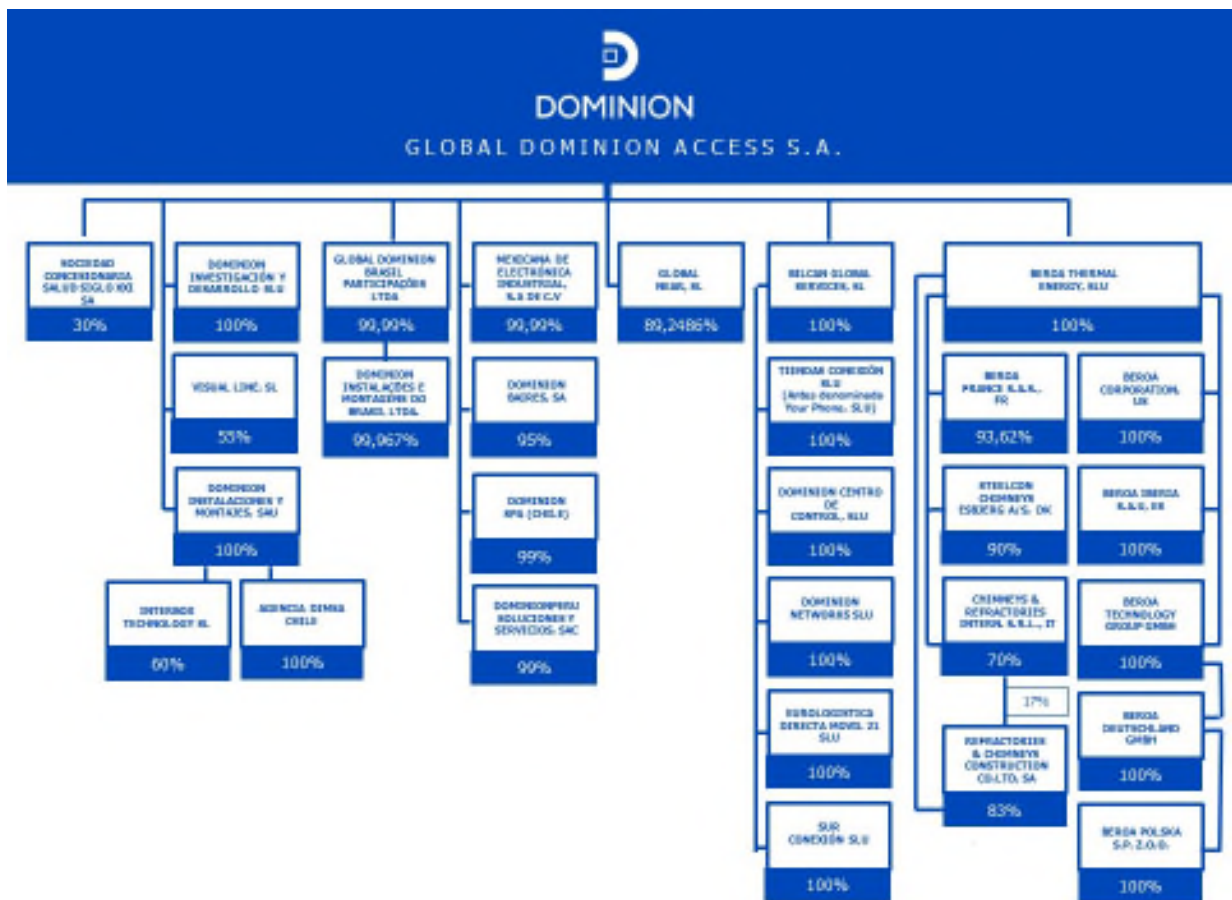 DOMINION
GLOBAL DOMINION ACCESS S.A.
SOCIEDAD
CONCESIONARIA
SALUD SIGLO XXI,
SA
30%
DOMINION
INVESTIGACIÓN Y
DESARROLLO SLU
100%
GLOBAL DOMINION
BRASIL
PARTICIPAÇÕES
LTDA
99,99%
MEXICANA DE
ELECTRÓNICA
INDUSTRIAL,
S.A DE C.V
99,99%
GLOBAL
NEAR, SL
89,2486%
BILCAN GLOBAL
SERVICES, SL
100%
BEROA THERMAL
ENERGY, SLU
100%
VISUAL LINE, SL
55%
DOMINION
INSTALAÇÕES E
MONTAGENS DO
BRASIL LTDA.
99,967%
DOMINION
BAIRES, SA
95%
TIENDAS CONEXIÓN
SLU
(Antes denominada
Your Phone, SLU)
100%
BEROA
FRANCE S.A.S.,
FR
93,62%
BEROA
CORPORATION,
100%
DOMINION
INSTALACIONES Y
MONTAJES, SAU
100%
DOMINION
SPA (CHILE)
99%
DOMINION CENTRO
DE
CONTROL, SLU
100%
STEELCON
CHIMNEYS
ESBJERG A/S, DK
90%
BEROA IBERIA
S.A.U, ES
100%
INTERBOX
TECHNOLOGY SL
60%
AGENCIA DIMSA
CHILE
100%
DOMINIONPERU
SOLUCIONES Y
SERVICIOS, SAC
99%
DOMINION
NETWORKS SLU
100%
CHIMNEYS &
REFRACTORIES
INTERN. S.R.L., IT
70%
BEROA
TECHNOLOGY
GROUP GMBH
100%
17%
EUROLOGISTICA
DIRECTA MOVIL 21
SLU
100%
REFRACTORIES
& CHIMNEYS
CONSTRUCTION
CO.LTD, SA
83%
BEROA
DEUTSCHLAND
GMBH
100%
SUR
CONEXIÓN SLU
100%
BEROA POLSKA
S.P. Z.O.O.
100%